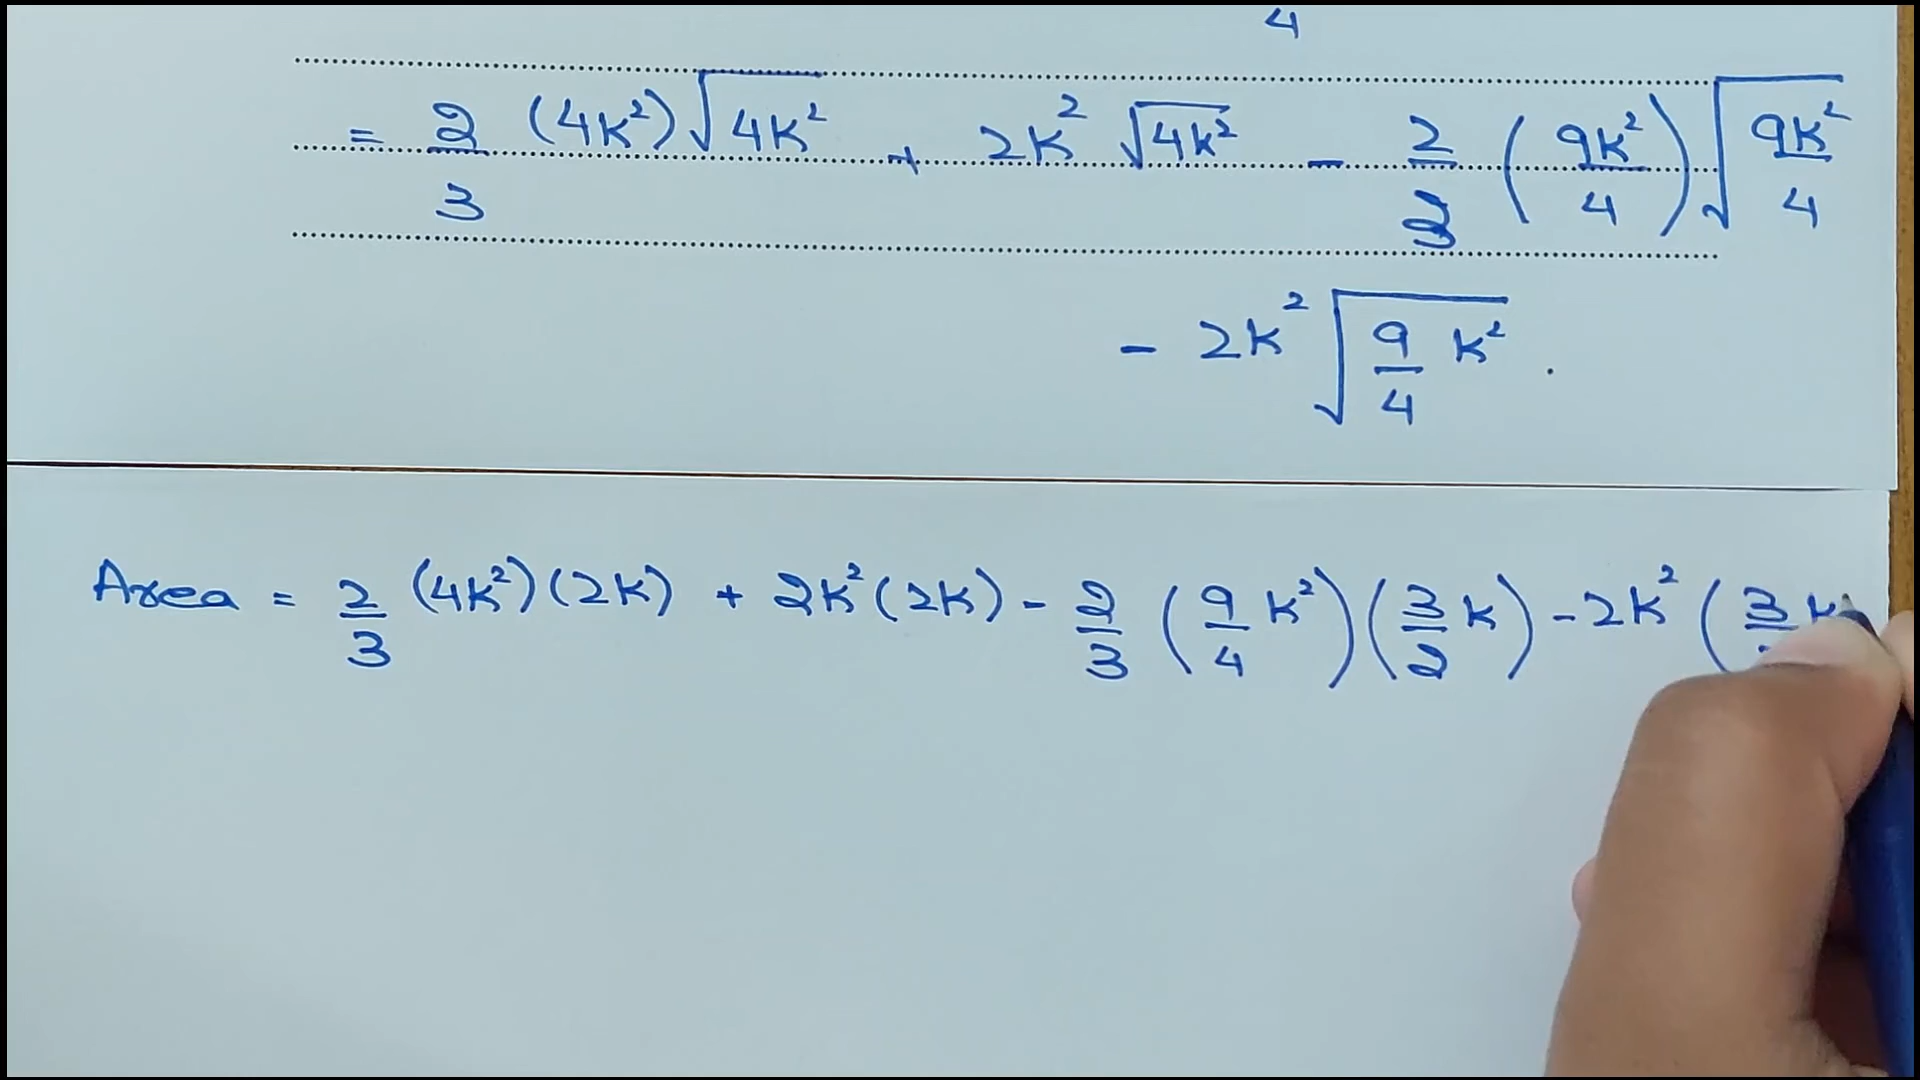 4
= 2/3 (4k²)√4k² + 2k² √4k² - 2/3 (9k²/4)√9k²/4
- 2k² √9/4 k² .
Area = 2/3 (4k²)(2k) + 2k²(2k) - 2/3 (9/4 k²)(3/2 k) - 2k² (3/ k